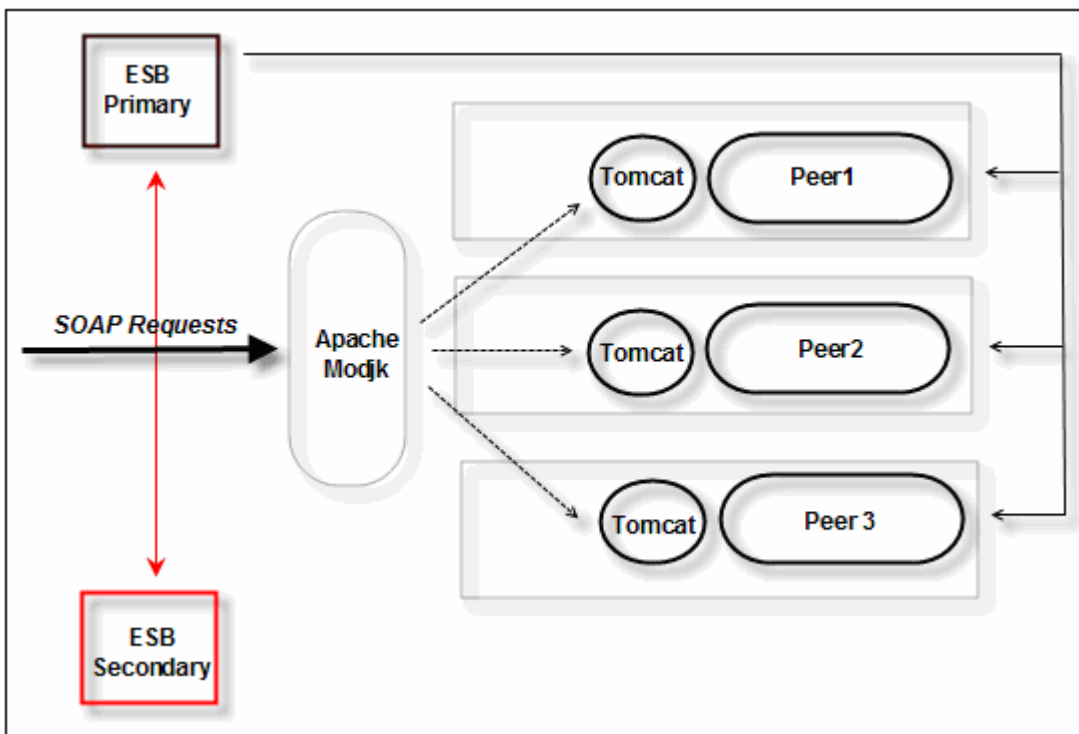 ESB
Primary
Tomcat
Peer1
SOAP Requests
Apache
Modjk
Tomcat
Peer2
Tomcat
Peer 3
ESB
Secondary